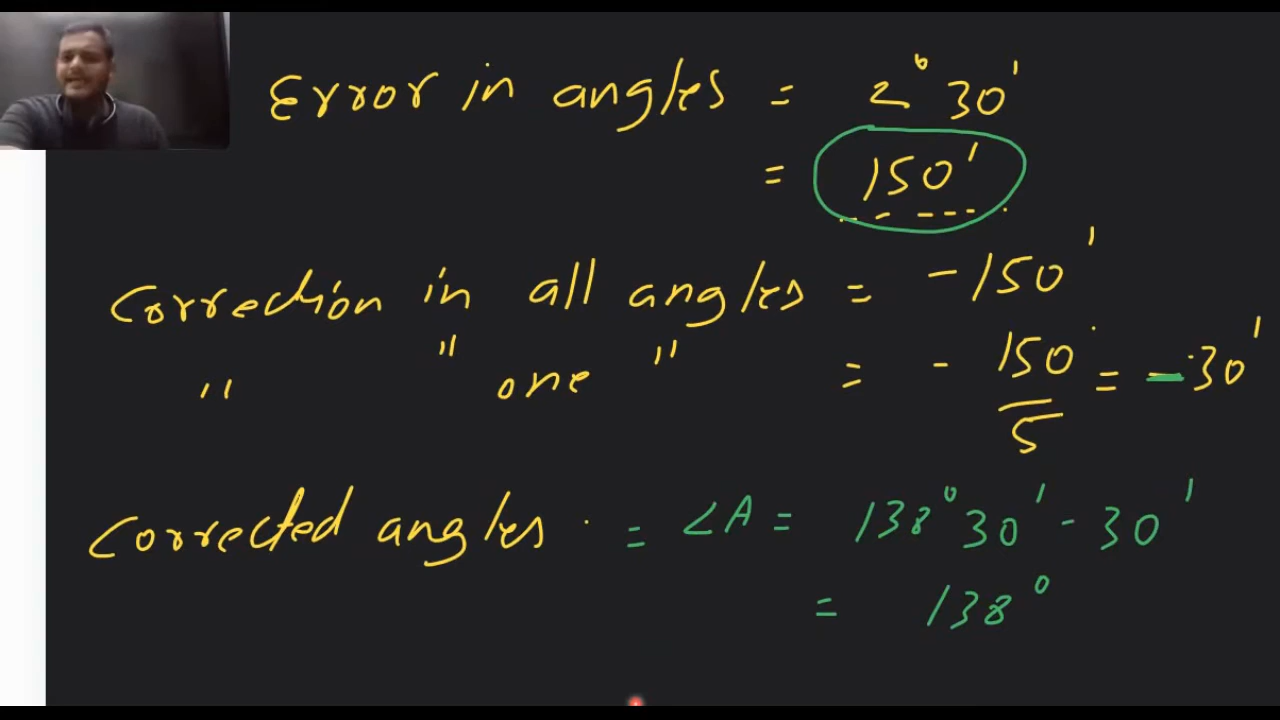 Error in angles = 2° 30'
= 150'
Correction in all angles = -150'
" " one " = - 150/5 = -30'
Corrected angles = ∠A = 138° 30' - 30'
= 138°